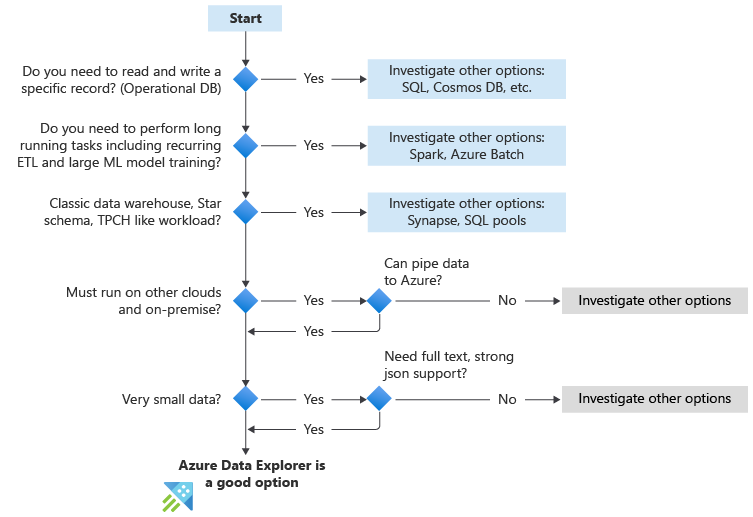 Start
Do you need to read and write a
specific record? (Operational DB)
Yes
Investigate other options:
SQL, Cosmos DB, etc.
Do you need to perform long
running tasks including recurring
ETL and large ML model training?
Yes
Investigate other options:
Spark, Azure Batch
Classic data warehouse, Star
schema, TPCH like workload?
Yes
Investigate other options:
Synapse, SQL pools
Must run on other clouds
and on-premise?
Yes
Can pipe data
to Azure?
No
Investigate other options
Yes
Very small data?
Yes
Need full text, strong
json support?
No
Investigate other options
Yes
Azure Data Explorer is
a good option